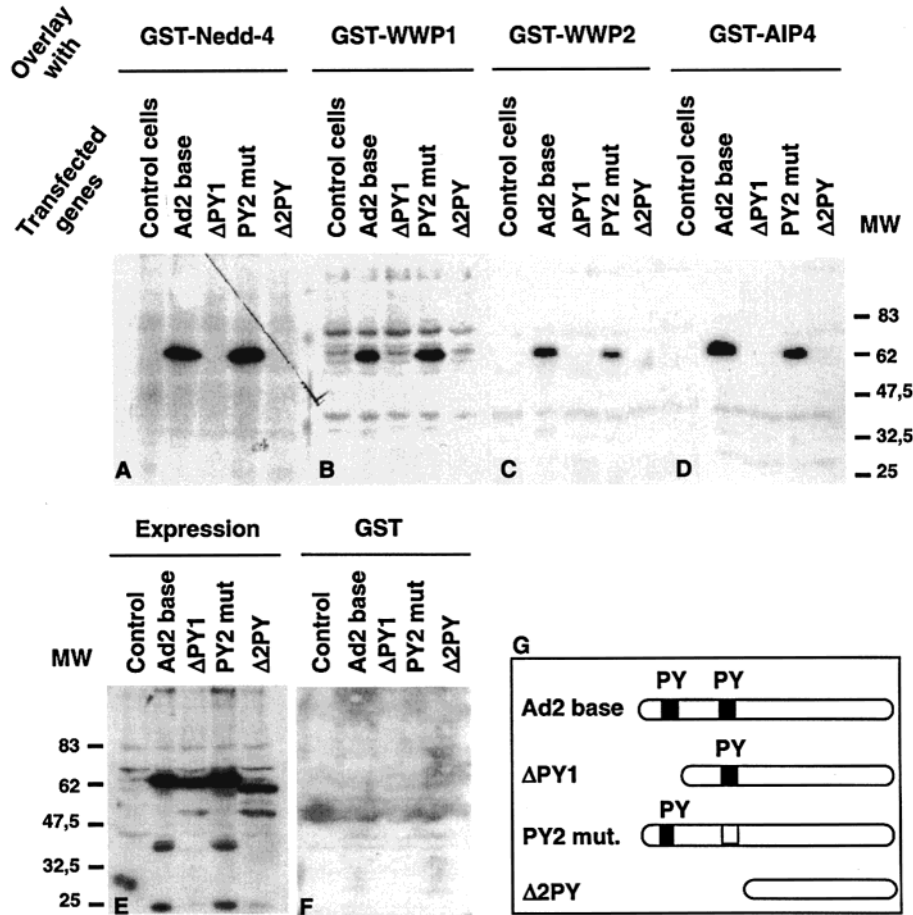 Overlay with
GST-Nedd-4 GST-WWP1 GST-WWP2 GST-AIP4
Transfected genes
Control cells Ad2 base ΔPY1 PY2 mut Δ2PY Control cells Ad2 base ΔPY1 PY2 mut Δ2PY Control cells Ad2 base ΔPY1 PY2 mut Δ2PY Control cells Ad2 base ΔPY1 PY2 mut Δ2PY
MW
83
62
47,5
32,5
25
A B C D
Expression GST
MW
Control Ad2 base ΔPY1 PY2 mut Δ2PY Control Ad2 base ΔPY1 PY2 mut Δ2PY
83
62
47,5
32,5
25
E F
G
PY PY
Ad2 base
PY
ΔPY1
PY
PY2 mut.
Δ2PY